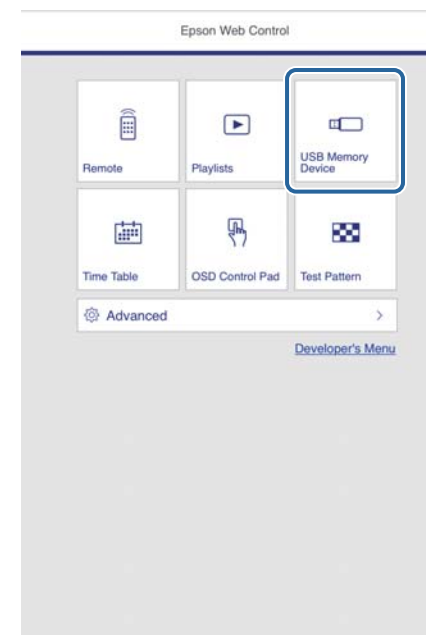 Epson Web Control
Remote
Playlists
USB Memory
Device
Time Table
OSD Control Pad
Test Pattern
Advanced
Developer's Menu